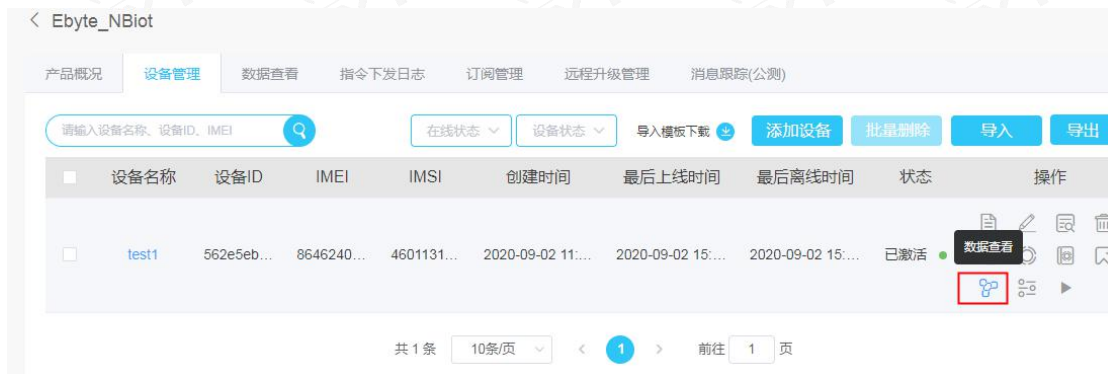 < Ebyte_NBiot
产品概况 设备管理 数据查看 指令下发日志 订阅管理 远程升级管理 消息跟踪(公测)
请输入设备名称、设备ID、IMEI 在线状态 设备状态 导入模板下载 添加设备 批量删除 导入 导出
设备名称 设备ID IMEI IMSI 创建时间 最后上线时间 最后离线时间 状态 操作
数据查看
test1 562e5eb... 8646240... 4601131... 2020-09-02 11:... 2020-09-02 15:... 2020-09-02 15:... 已激活
共 1 条 10条/页 < 1 > 前往 1 页